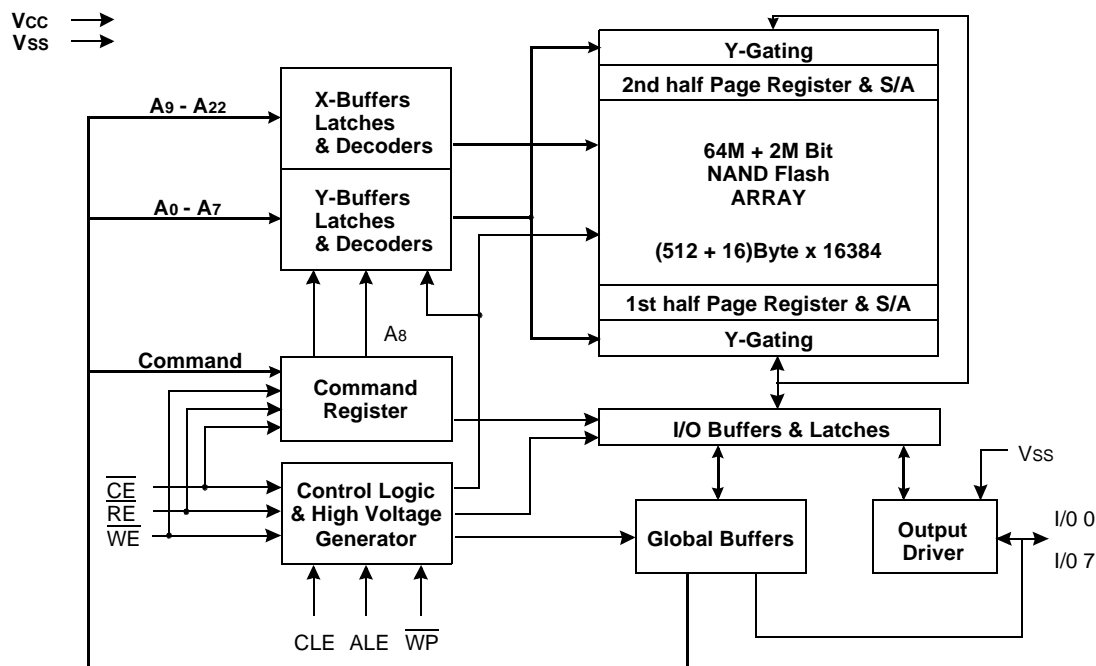 VCC
VSS
A9 - A22
X-Buffers
Latches
& Decoders
A0 - A7
Y-Buffers
Latches
& Decoders
Y-Gating
2nd half Page Register & S/A
64M + 2M Bit
NAND Flash
ARRAY
(512 + 16)Byte x 16384
1st half Page Register & S/A
Y-Gating
A8
Command
Command
Register
I/O Buffers & Latches
VSS
CE
RE
WE
Control Logic
& High Voltage
Generator
Global Buffers
Output
Driver
I/0 0
I/0 7
CLE
ALE
WP